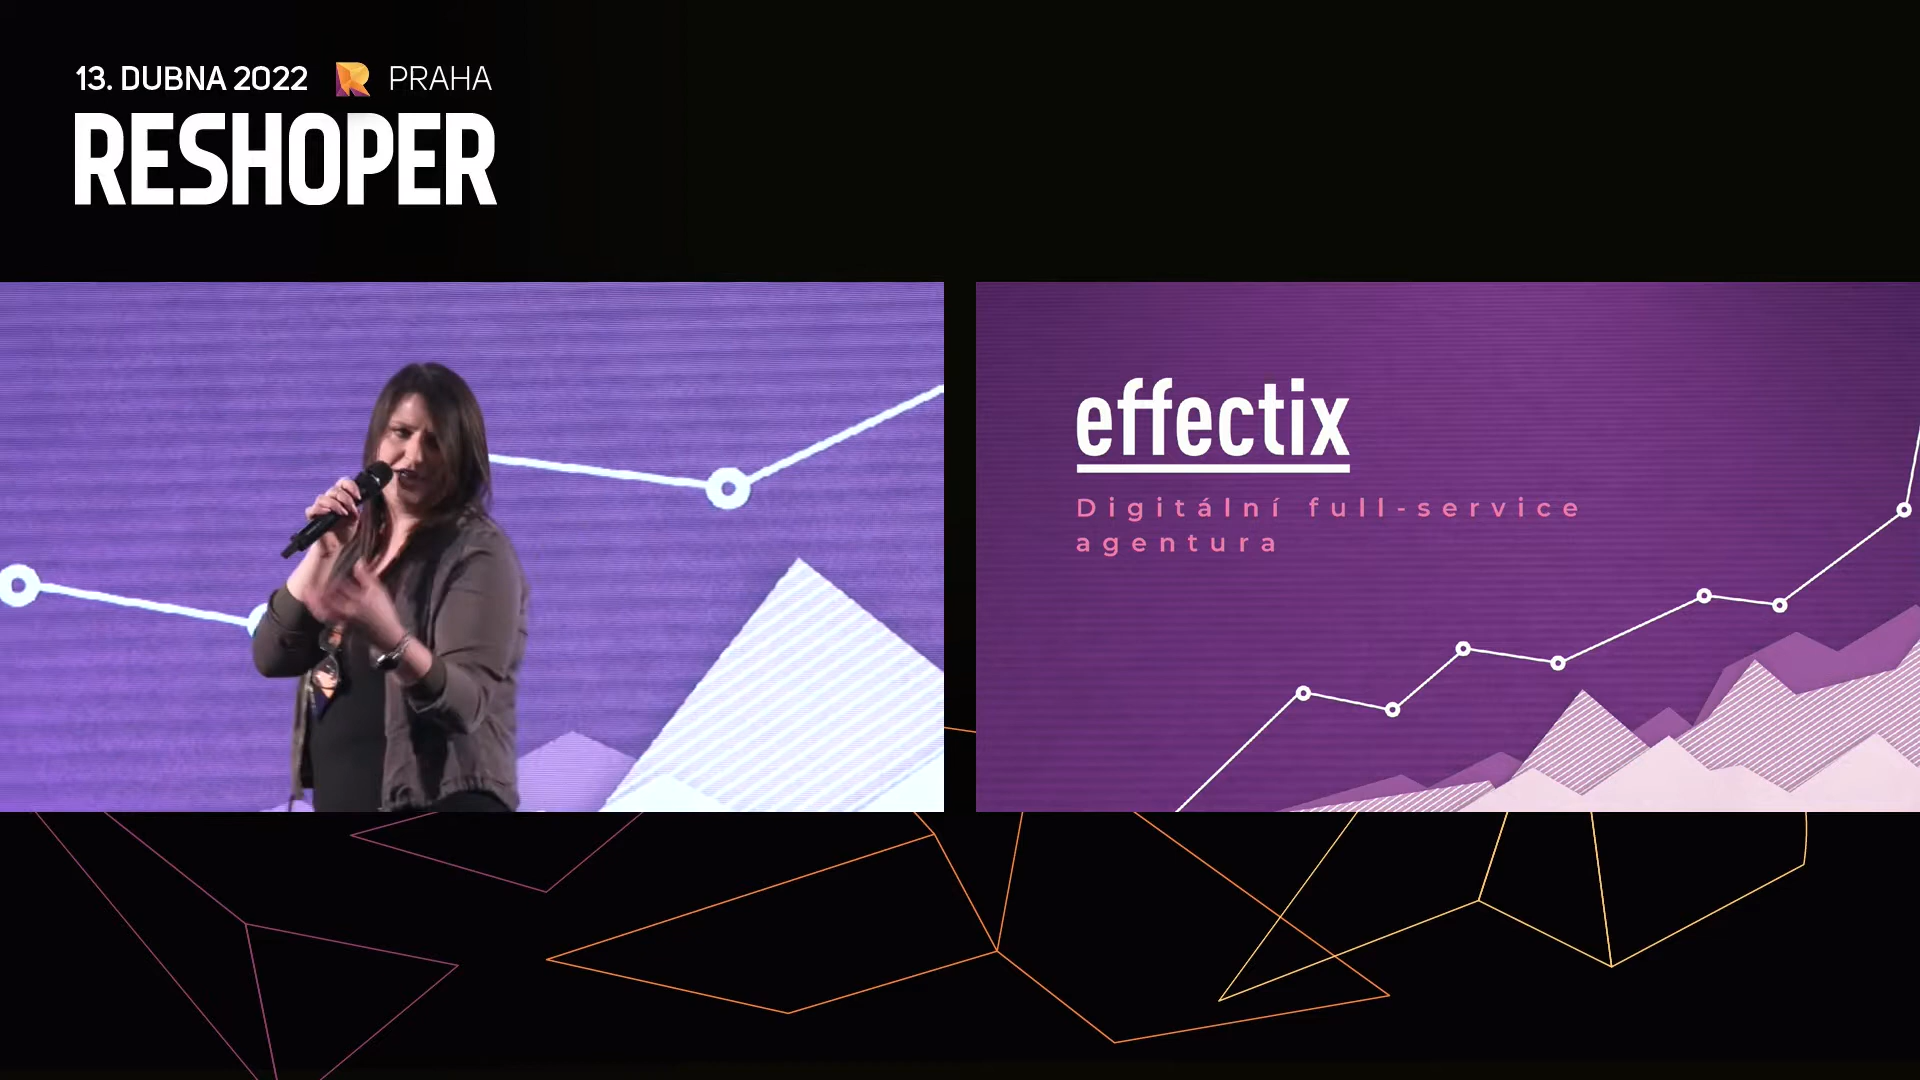 13. DUBNA 2022 PRAHA
RESHOPER
effectix
Digitální full-service
agentura